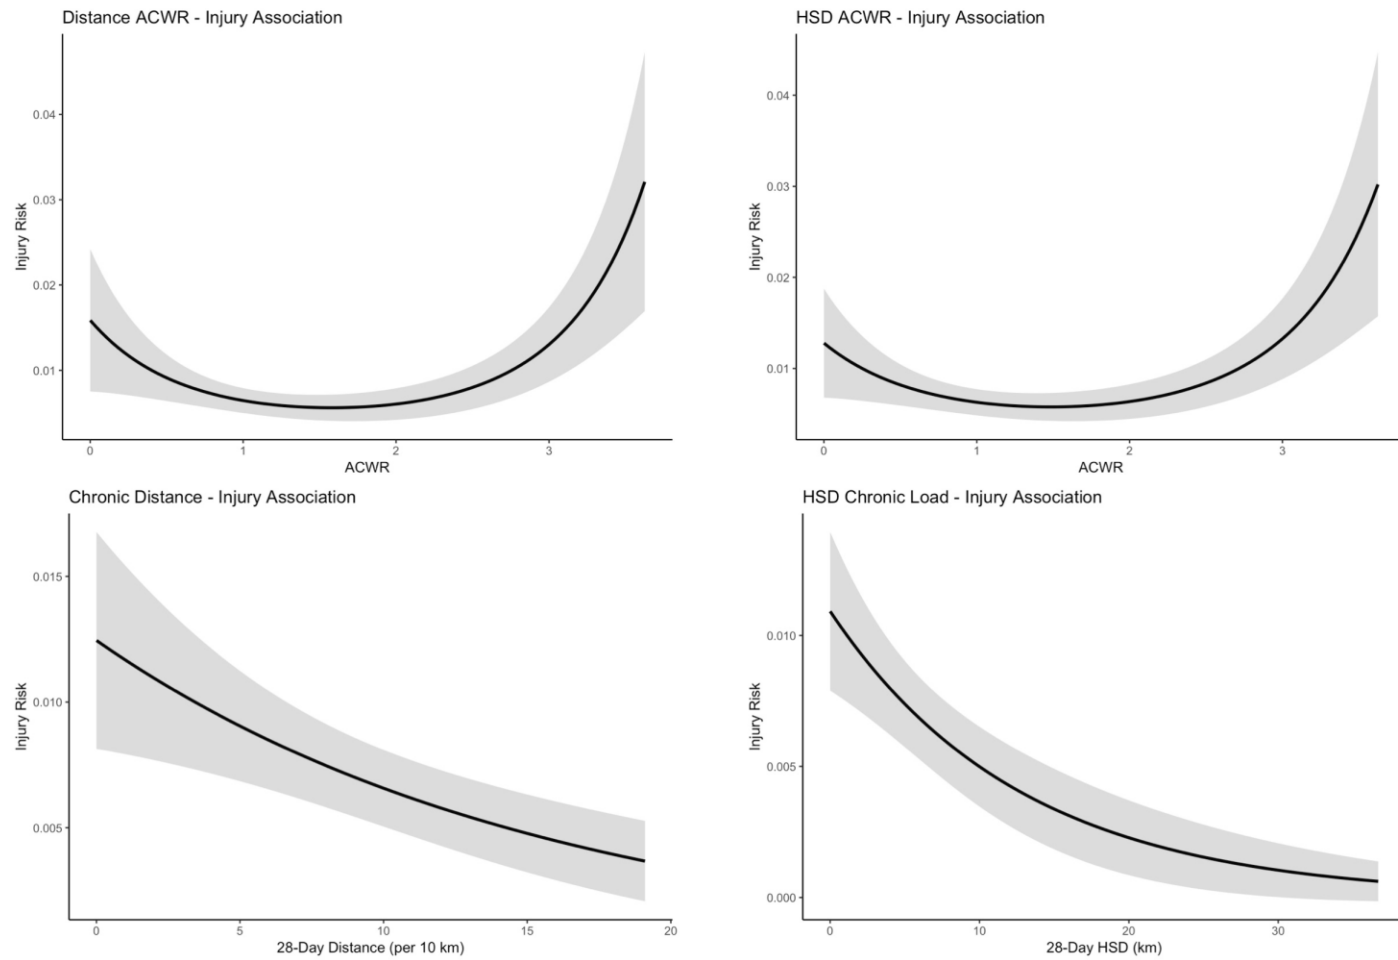 Distance ACWR - Injury Association
Injury Risk
0.04
0.03
0.02
0.01
0
1
2
3
ACWR
HSD ACWR - Injury Association
Injury Risk
0.04
0.03
0.02
0.01
0
1
2
3
ACWR
Chronic Distance - Injury Association
Injury Risk
0.015
0.010
0.005
0
5
10
15
20
28-Day Distance (per 10 km)
HSD Chronic Load - Injury Association
Injury Risk
0.010
0.005
0.000
0
10
20
30
28-Day HSD (km)